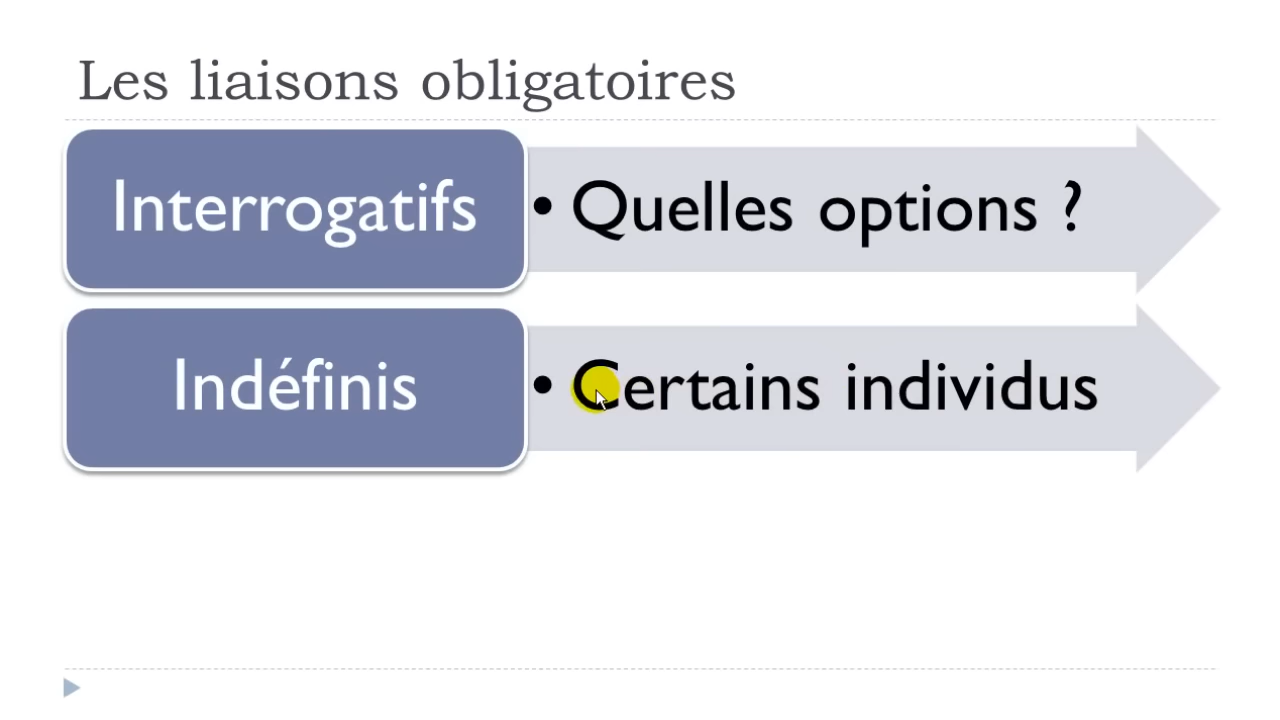 Les liaisons obligatoires
Interrogatifs
• Quelles options ?
Indéfinis
• Certains individus